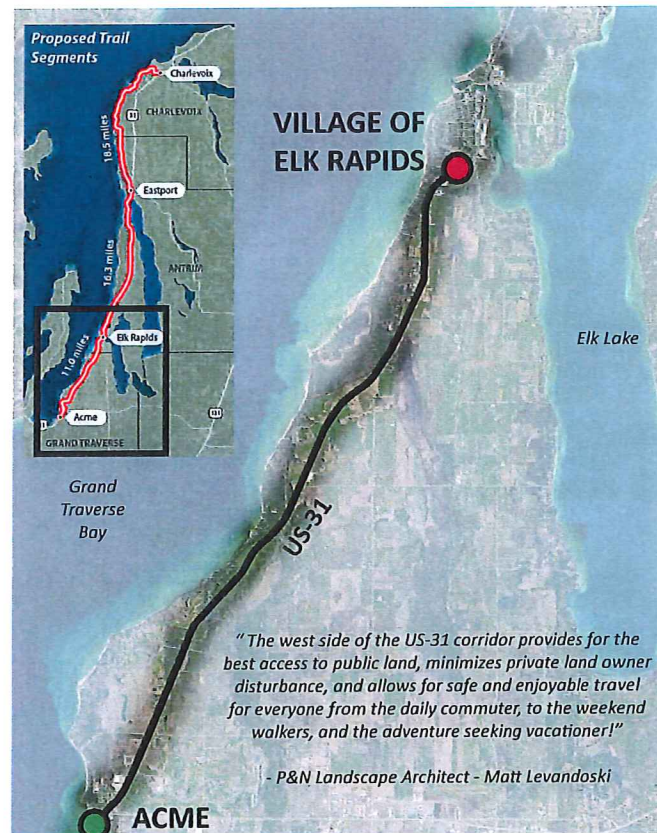 Proposed Trail
Segments
Charlevoix
31
CHARLEVOIX
18.5 miles
Eastport
16.3 miles
ANTRIM
Elk Rapids
11.0 miles
Acme
31
131
GRAND TRAVERSE
VILLAGE OF
ELK RAPIDS
Elk Lake
Grand
Traverse
Bay
US-31
"The west side of the US-31 corridor provides for the
best access to public land, minimizes private land owner
disturbance, and allows for safe and enjoyable travel
for everyone from the daily commuter, to the weekend
walkers, and the adventure seeking vacationer!"
- P&N Landscape Architect - Matt Levandoski
ACME